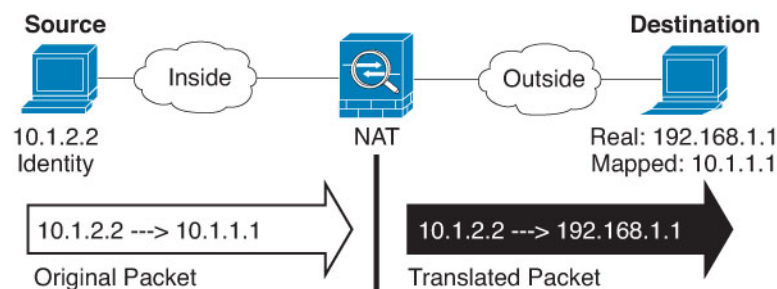 Source
Destination
Inside
Outside
10.1.2.2
Identity
NAT
Real: 192.168.1.1
Mapped: 10.1.1.1
10.1.2.2 ---> 10.1.1.1
10.1.2.2 ---> 192.168.1.1
Original Packet
Translated Packet